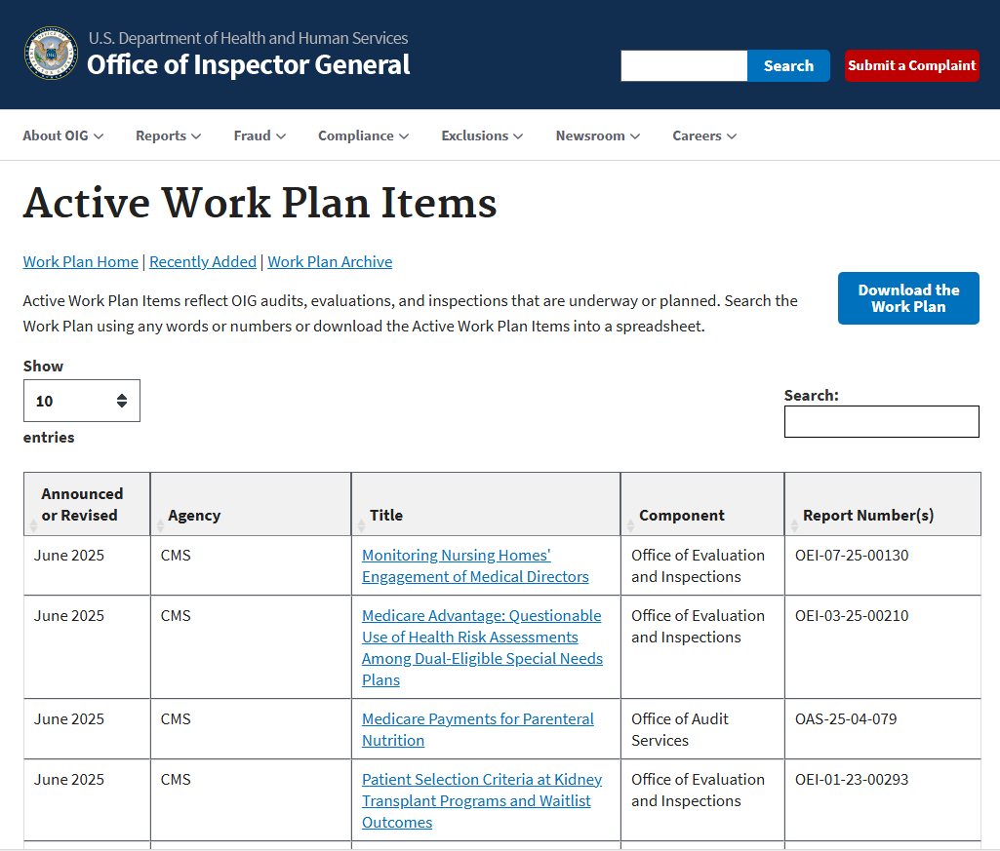 U.S. Department of Health and Human Services
Office of Inspector General
Search
Submit a Complaint
About OIG
Reports
Fraud
Compliance
Exclusions
Newsroom
Careers
Active Work Plan Items
Work Plan Home | Recently Added | Work Plan Archive
Active Work Plan Items reflect OIG audits, evaluations, and inspections that are underway or planned. Search the
Work Plan using any words or numbers or download the Active Work Plan Items into a spreadsheet.
Download the
Work Plan
Show
10
entries
Search:
Announced
or Revised
Agency
Title
Component
Report Number(s)
June 2025
CMS
Monitoring Nursing Homes'
Engagement of Medical Directors
Office of Evaluation
and Inspections
OEI-07-25-00130
June 2025
CMS
Medicare Advantage: Questionable
Use of Health Risk Assessments
Among Dual-Eligible Special Needs
Plans
Office of Evaluation
and Inspections
OEI-03-25-00210
June 2025
CMS
Medicare Payments for Parenteral
Nutrition
Office of Audit
Services
OAS-25-04-079
June 2025
CMS
Patient Selection Criteria at Kidney
Transplant Programs and Waitlist
Outcomes
Office of Evaluation
and Inspections
OEI-01-23-00293